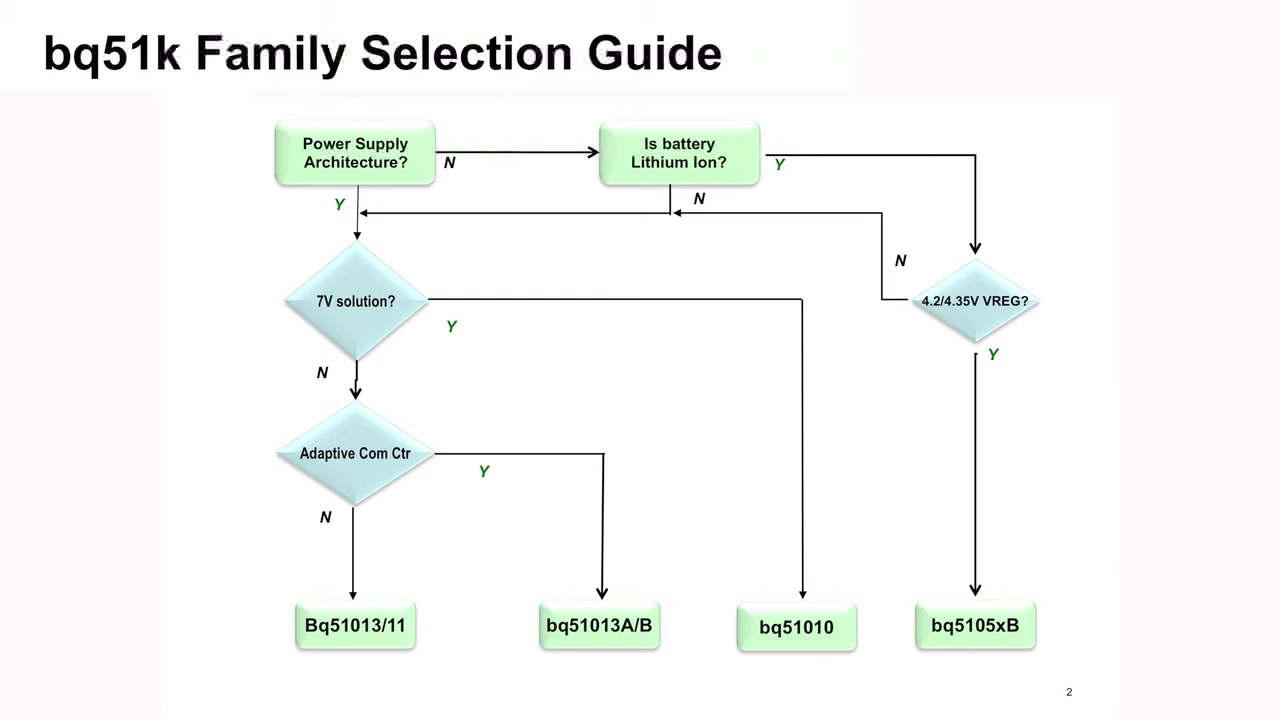 bq51k Family Selection Guide
Power Supply
Architecture?
N
Is battery
Lithium Ion?
Y
Y
N
N
7V solution?
Y
4.2/4.35V VREG?
Y
N
Adaptive Com Ctr
Y
N
Bq51013/11
bq51013A/B
bq51010
bq5105xB
2